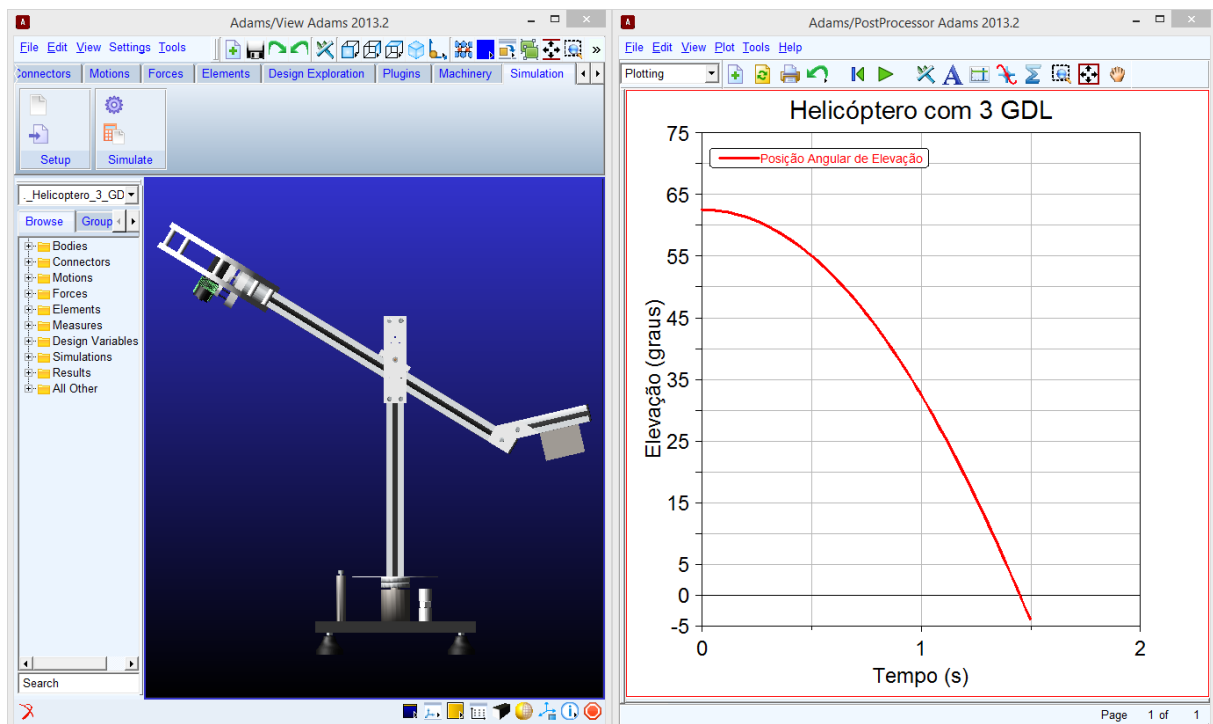 Adams/View Adams 2013.2
File Edit View Settings Tools
»
Connectors Motions Forces Elements Design Exploration Plugins Machinery Simulation
Setup Simulate
._Helicoptero_3_GD
Browse Group
Bodies
Connectors
Motions
Forces
Elements
Measures
Design Variables
Simulations
Results
All Other
Search
Adams/PostProcessor Adams 2013.2
File Edit View Plot Tools Help
Plotting
Helicóptero com 3 GDL
Posição Angular de Elevação
75
65
55
45
35
25
15
5
0
-5
Elevação (graus)
0 1 2
Tempo (s)
Page 1 of 1